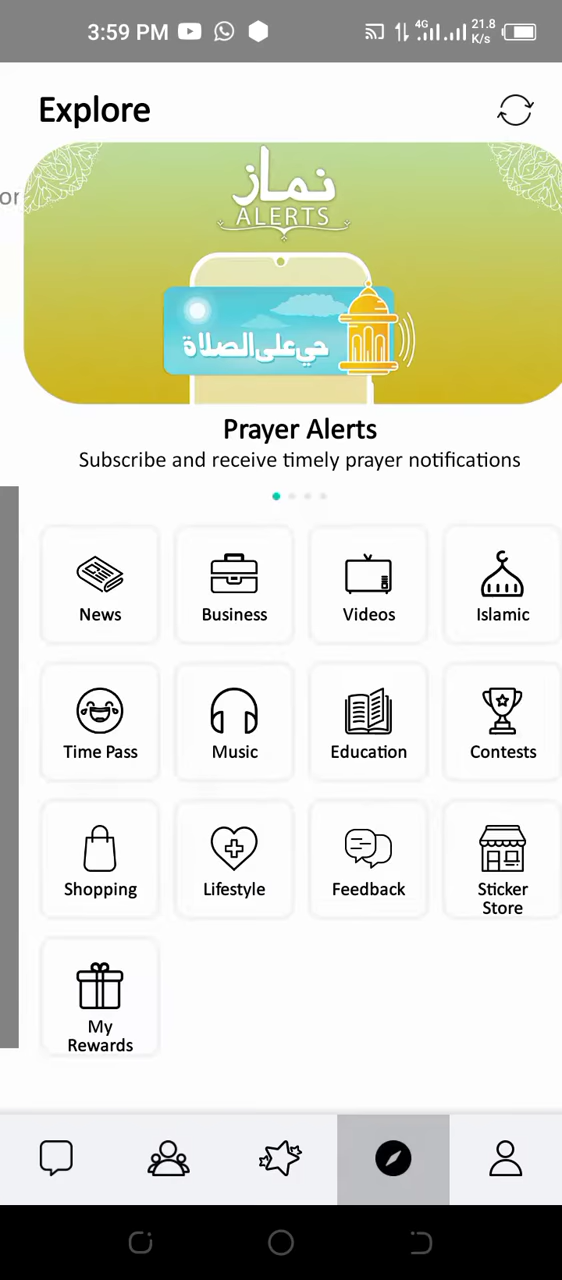 3:59 PM
4G
21.8
K/s
Explore
or
نماز
ALERTS
حي على الصلاة
Prayer Alerts
Subscribe and receive timely prayer notifications
News
Business
Videos
Islamic
Time Pass
Music
Education
Contests
Shopping
Lifestyle
Feedback
Sticker
Store
My
Rewards